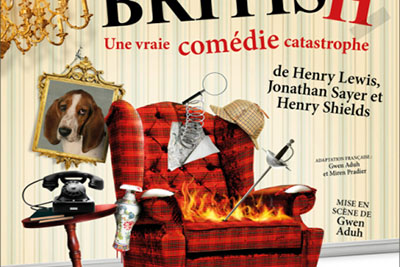 BRITISH
Une vraie comédie catastrophe
de Henry Lewis,
Jonathan Sayer et
Henry Shields
ADAPTATION FRANÇAISE :
Gwen Aduh
et Miren Pradier
MISE EN
SCÈNE DE
Gwen
Aduh